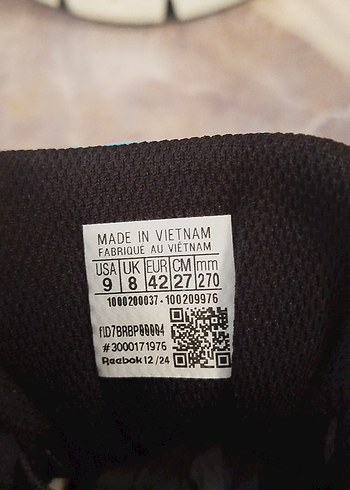 MADE IN VIETNAM
FABRIQUE AU VIÊTNAM
USA UK EUR CM mm
9 8 42 27 270
1000200037-100209976
#3000171976
Reebok 12/24